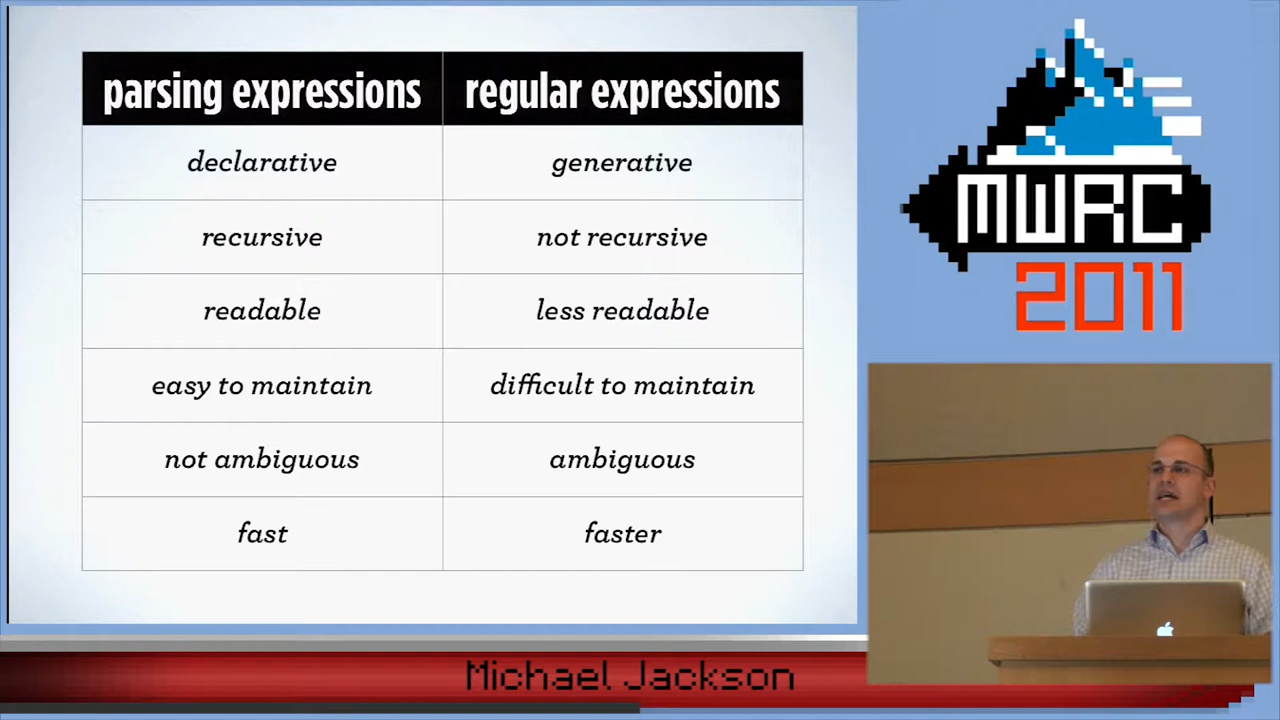 parsing expressions regular expressions
declarative generative
recursive not recursive
readable less readable
easy to maintain difficult to maintain
not ambiguous ambiguous
fast faster
MWRC
2011
Michael Jackson